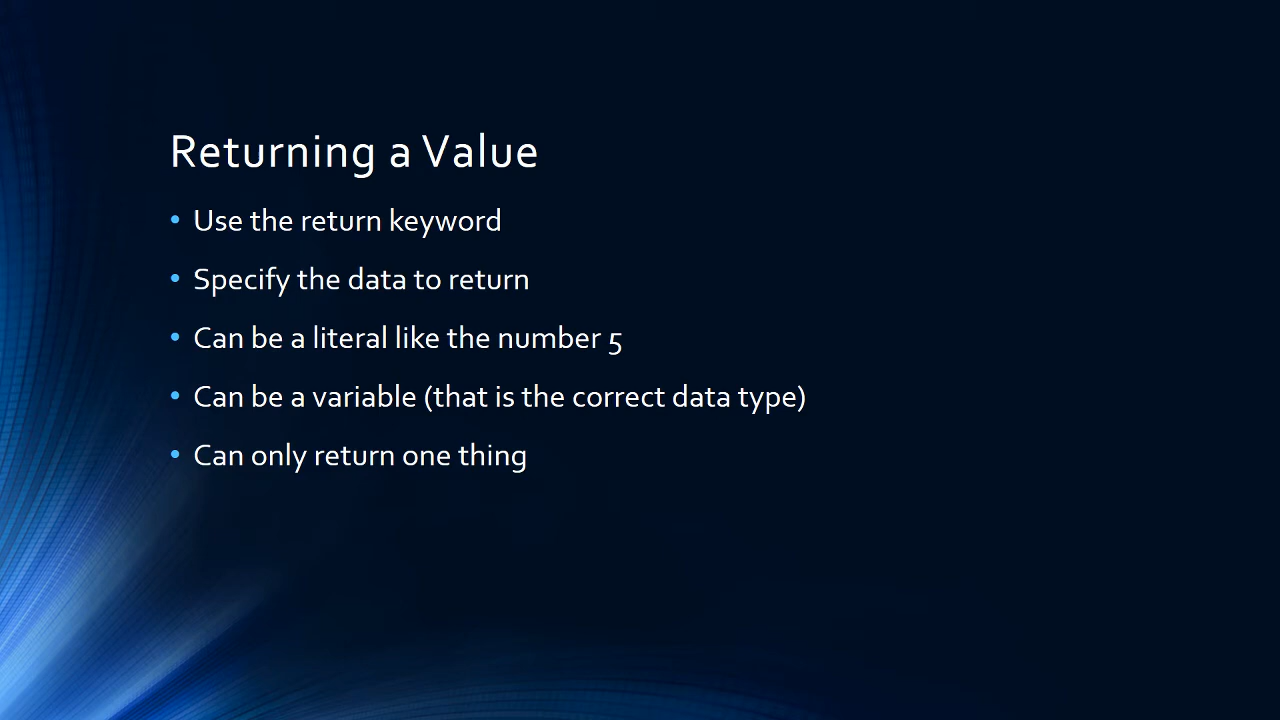 Returning a Value
• Use the return keyword
• Specify the data to return
• Can be a literal like the number 5
• Can be a variable (that is the correct data type)
• Can only return one thing